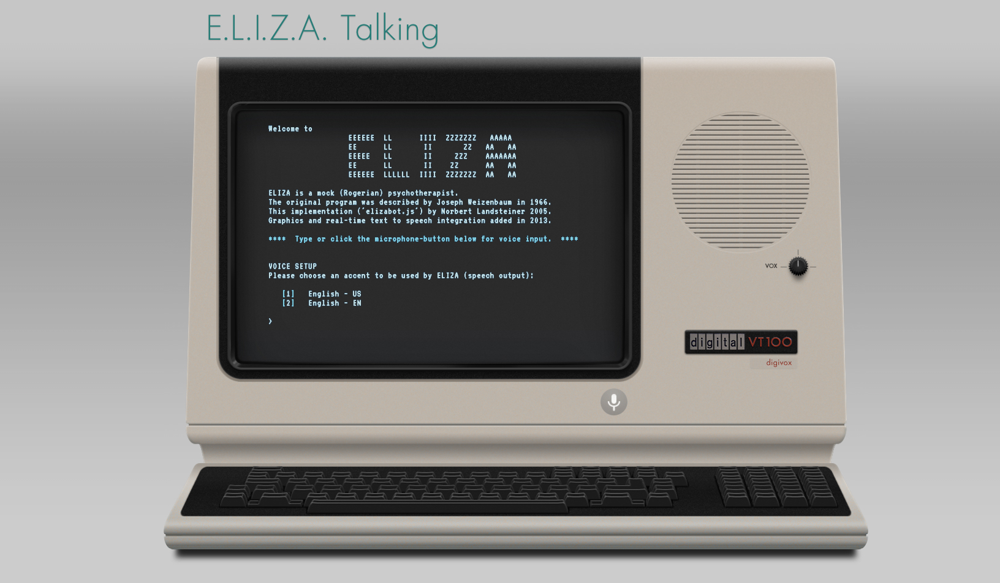 E.L.I.Z.A. Talking
Welcome to
EEEEEE  LL      IIII  ZZZZZZZ   AAAAA
EE      LL       II       ZZ   AA   AA
EEEEE   LL       II     ZZZ    AAAAAAA
EE      LL       II    ZZ      AA   AA
EEEEEE  LLLLLL  IIII  ZZZZZZZ  AA   AA
ELIZA is a mock (Rogerian) psychotherapist.
The original program was described by Joseph Weizenbaum in 1966.
This implementation (´elizabot.js´) by Norbert Landsteiner 2005.
Graphics and real-time text to speech integration added in 2013.
****  Type or click the microphone-button below for voice input.  ****
VOICE SETUP
Please choose an accent to be used by ELIZA (speech output):
[1]   English - US
[2]   English - EN
>
VOX
digital VT100
digivox